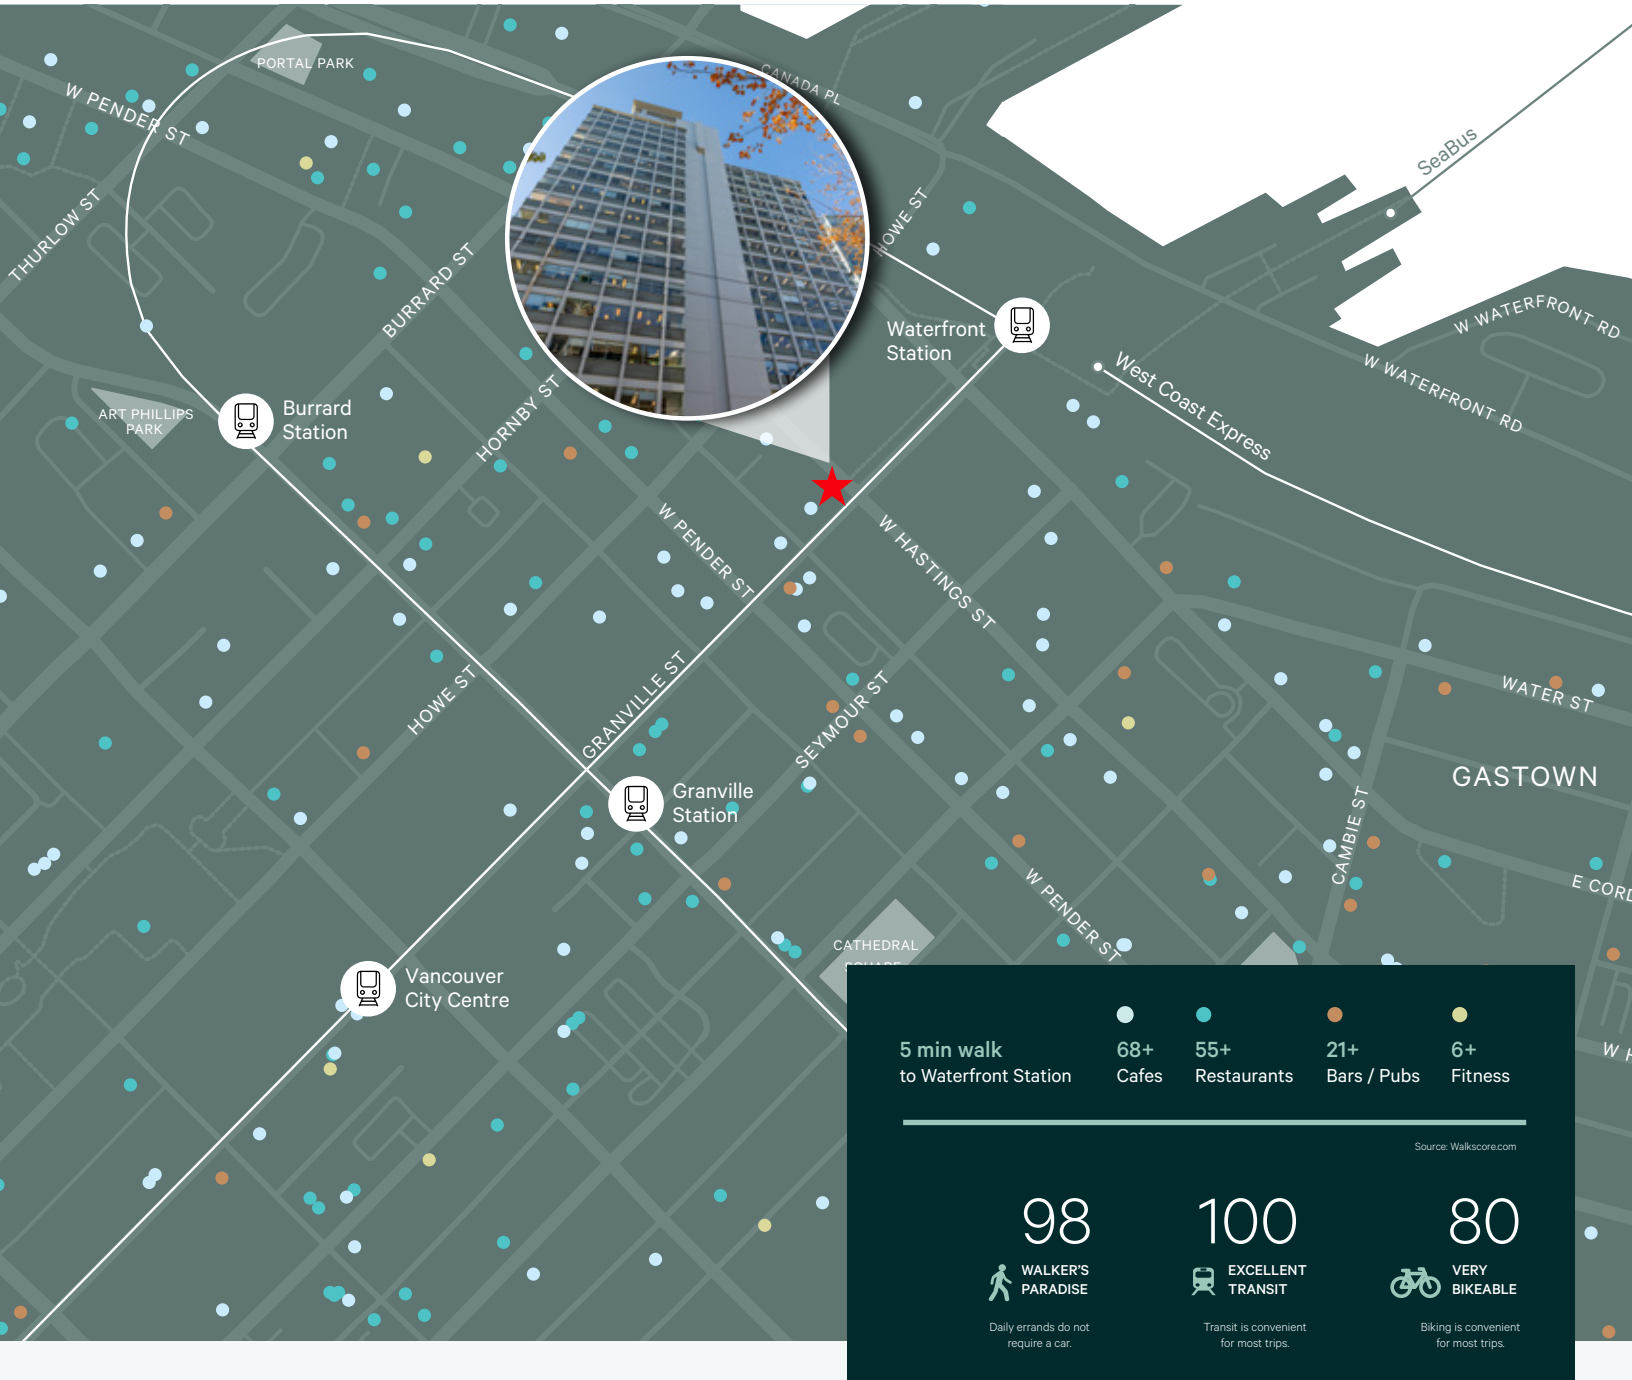 CANADA PL
PORTAL PARK
W PENDER ST
SeaBus
THURLOW ST
HOWE ST
BURRARD ST
W WATERFRONT RD
Waterfront
Station
West Coast Express
W WATERFRONT RD
Burrard
Station
ART PHILLIPS
PARK
HORNBY ST
W PENDER ST
W HASTINGS ST
HOWE ST
GRANVILLE ST
SEYMOUR ST
WATER ST
GASTOWN
Granville
Station
CAMBIE ST
W PENDER ST
E CORD
CATHEDRAL
SQUARE
Vancouver
City Centre
W H
5 min walk
to Waterfront Station
68+
Cafes
55+
Restaurants
21+
Bars / Pubs
6+
Fitness
Source: Walkscore.com
98
WALKER'S
PARADISE
Daily errands do not
require a car.
100
EXCELLENT
TRANSIT
Transit is convenient
for most trips.
80
VERY
BIKEABLE
Biking is convenient
for most trips.